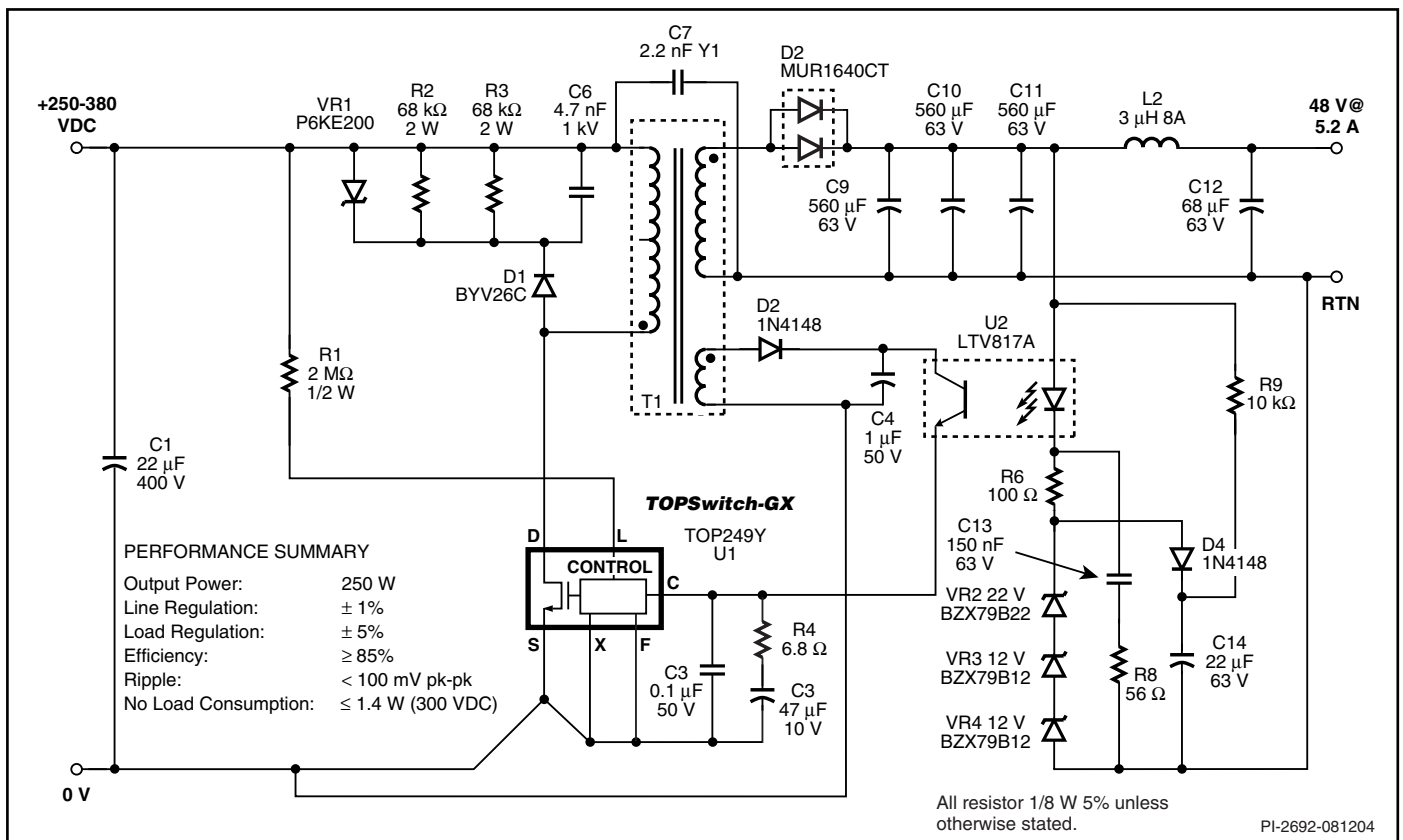 C7
2.2 nF Y1
D2
MUR1640CT
+250-380
VDC
VR1
P6KE200
R2
68 kΩ
2 W
R3
68 kΩ
2 W
C6
4.7 nF
1 kV
C10
560 µF
63 V
C11
560 µF
63 V
L2
3 µH 8A
48 V@
5.2 A
C9
560 µF
63 V
C12
68 µF
63 V
D1
BYV26C
RTN
D2
1N4148
U2
LTV817A
R1
2 MΩ
1/2 W
T1
C4
1 µF
50 V
R9
10 kΩ
C1
22 µF
400 V
R6
100 Ω
TOPSwitch-GX
TOP249Y
U1
D
L
CONTROL
C
S
X
F
C13
150 nF
63 V
D4
1N4148
VR2 22 V
BZX79B22
R4
6.8 Ω
C3
0.1 µF
50 V
C3
47 µF
10 V
VR3 12 V
BZX79B12
R8
56 Ω
C14
22 µF
63 V
VR4 12 V
BZX79B12
PERFORMANCE SUMMARY
Output Power: 250 W
Line Regulation: ± 1%
Load Regulation: ± 5%
Efficiency: ≥ 85%
Ripple: < 100 mV pk-pk
No Load Consumption: ≤ 1.4 W (300 VDC)
0 V
All resistor 1/8 W 5% unless
otherwise stated.
PI-2692-081204